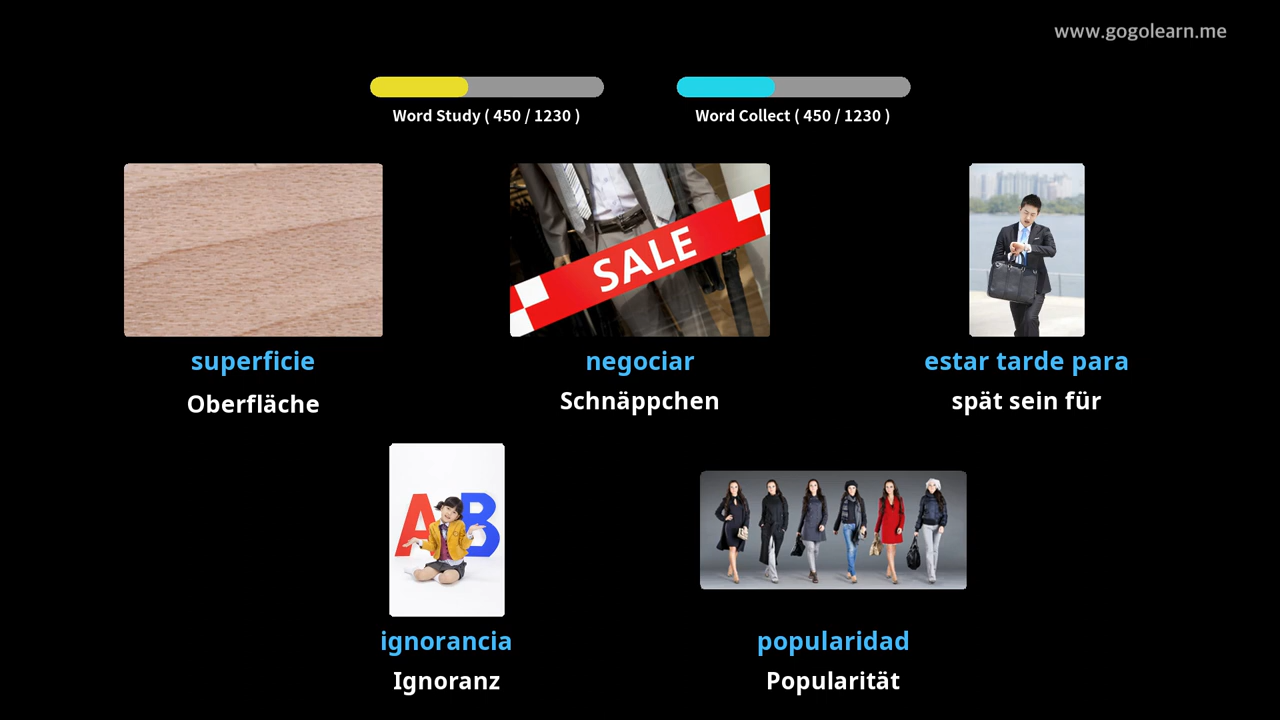 www.gogolearn.me
Word Study ( 450 / 1230 )
Word Collect ( 450 / 1230 )
SALE
superficie
Oberfläche
negociar
Schnäppchen
estar tarde para
spät sein für
A B
ignorancia
Ignoranz
popularidad
Popularität